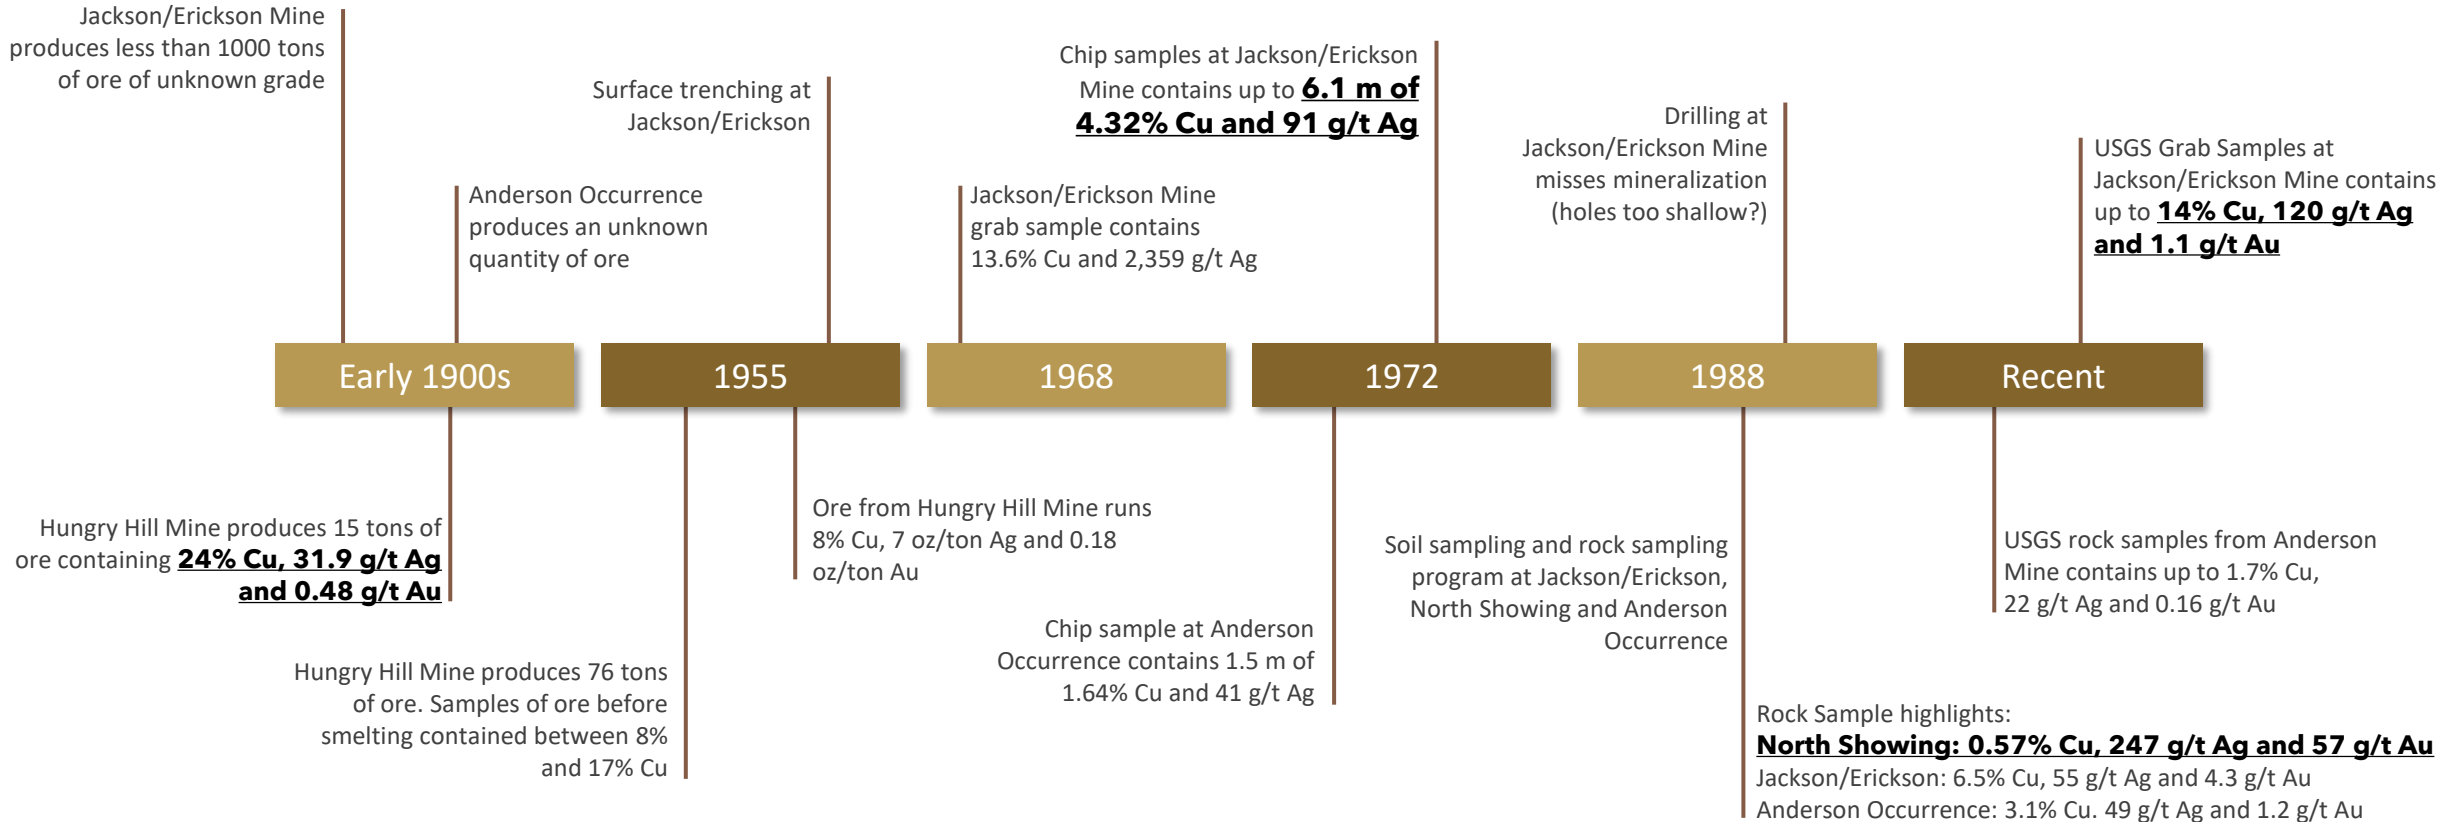 Jackson/Erickson Mine
produces less than 1000 tons
of ore of unknown grade
Anderson Occurrence
produces an unknown
quantity of ore
Surface trenching at
Jackson/Erickson
Jackson/Erickson Mine
grab sample contains
13.6% Cu and 2,359 g/t Ag
Chip samples at Jackson/Erickson
Mine contains up to 6.1 m of
4.32% Cu and 91 g/t Ag
Drilling at
Jackson/Erickson Mine
misses mineralization
(holes too shallow?)
USGS Grab Samples at
Jackson/Erickson Mine contains
up to 14% Cu, 120 g/t Ag
and 1.1 g/t Au
Early 1900s
1955
1968
1972
1988
Recent
Hungry Hill Mine produces 15 tons of
ore containing 24% Cu, 31.9 g/t Ag
and 0.48 g/t Au
Hungry Hill Mine produces 76 tons
of ore. Samples of ore before
smelting contained between 8%
and 17% Cu
Ore from Hungry Hill Mine runs
8% Cu, 7 oz/ton Ag and 0.18
oz/ton Au
Chip sample at Anderson
Occurrence contains 1.5 m of
1.64% Cu and 41 g/t Ag
Soil sampling and rock sampling
program at Jackson/Erickson,
North Showing and Anderson
Occurrence
Rock Sample highlights:
North Showing: 0.57% Cu, 247 g/t Ag and 57 g/t Au
Jackson/Erickson: 6.5% Cu, 55 g/t Ag and 4.3 g/t Au
Anderson Occurrence: 3.1% Cu. 49 g/t Ag and 1.2 g/t Au
USGS rock samples from Anderson
Mine contains up to 1.7% Cu,
22 g/t Ag and 0.16 g/t Au